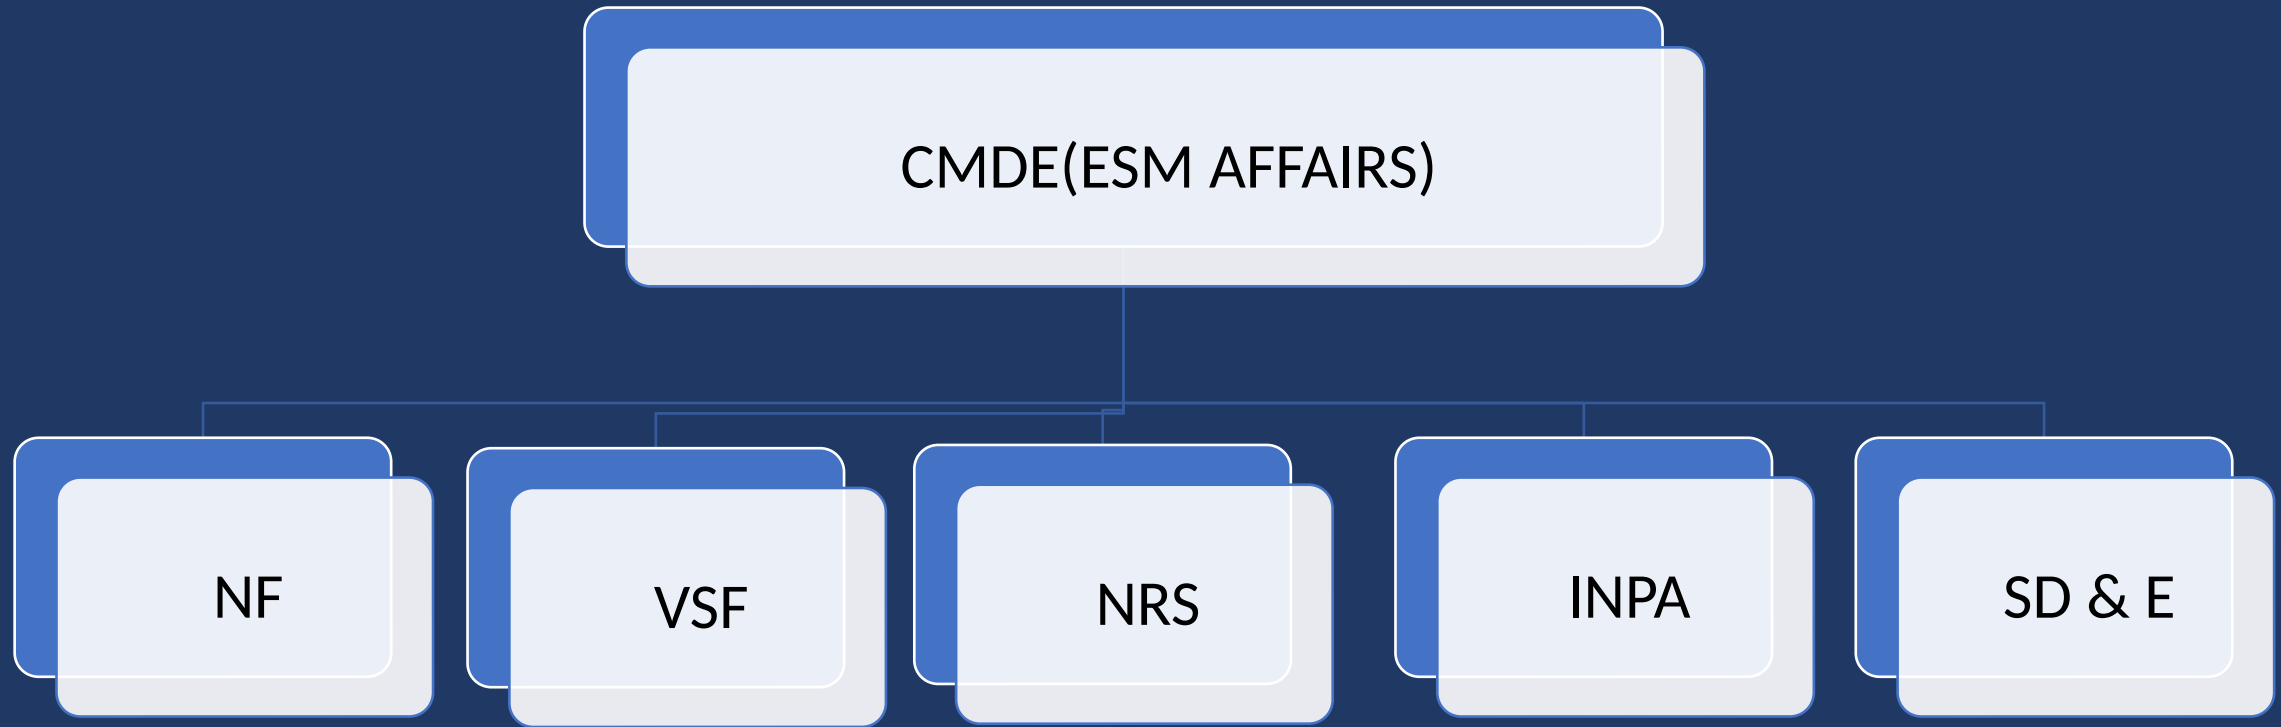 CMDE(ESM AFFAIRS)
NF
VSF
NRS
INPA
SD & E